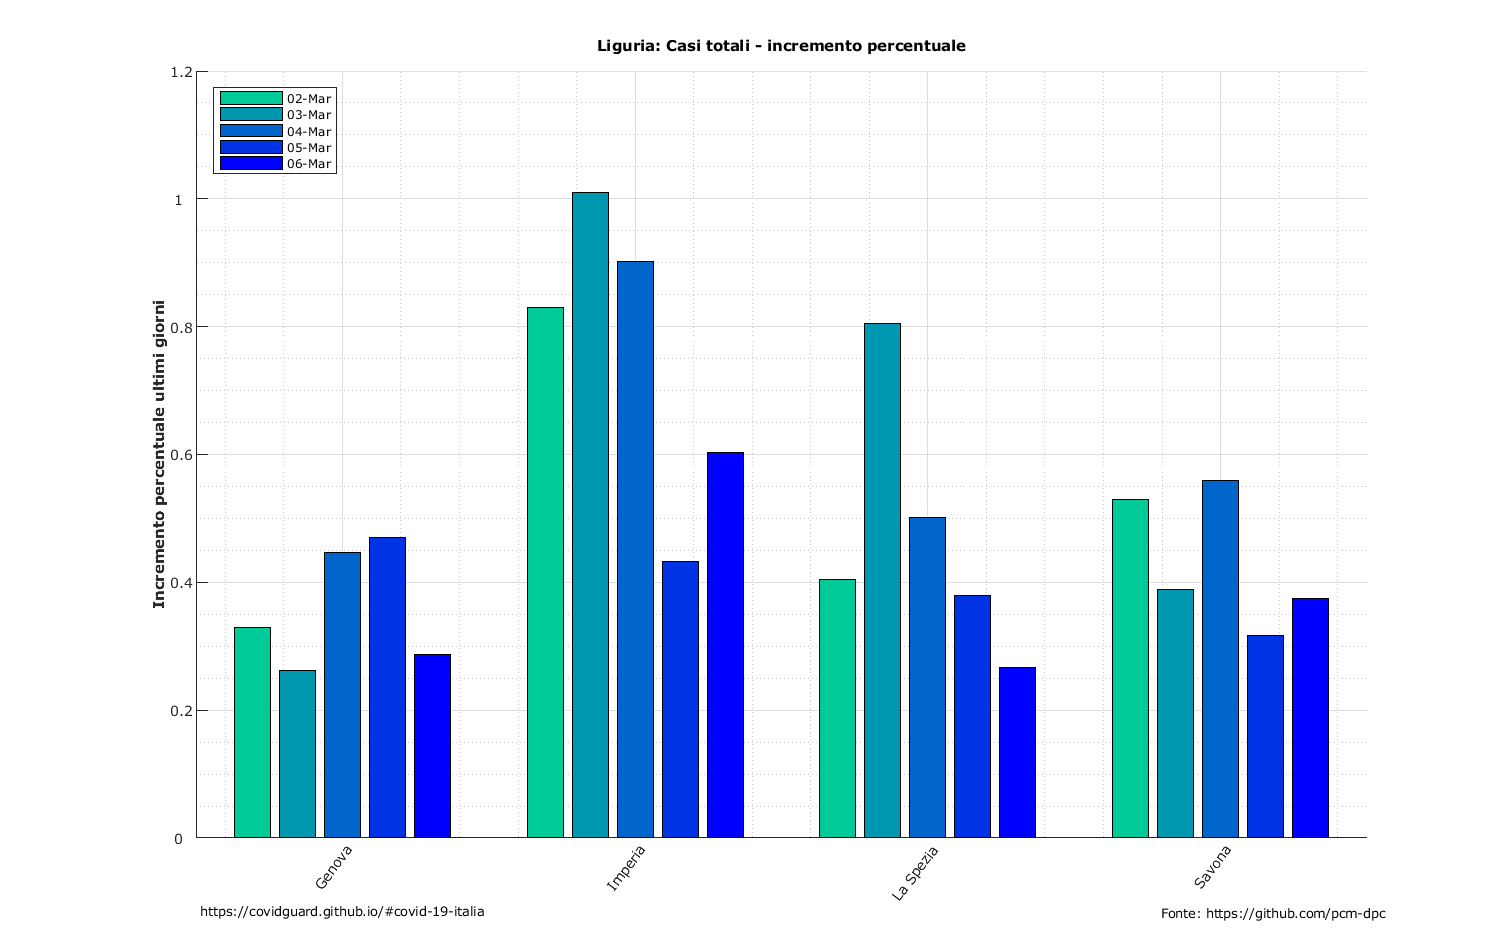 Liguria: Casi totali - incremento percentuale
1.2
1
0.8
0.6
0.4
0.2
0
Incremento percentuale ultimi giorni
02-Mar
03-Mar
04-Mar
05-Mar
06-Mar
Genova
Imperia
La Spezia
Savona
https://covidguard.github.io/#covid-19-italia
Fonte: https://github.com/pcm-dpc